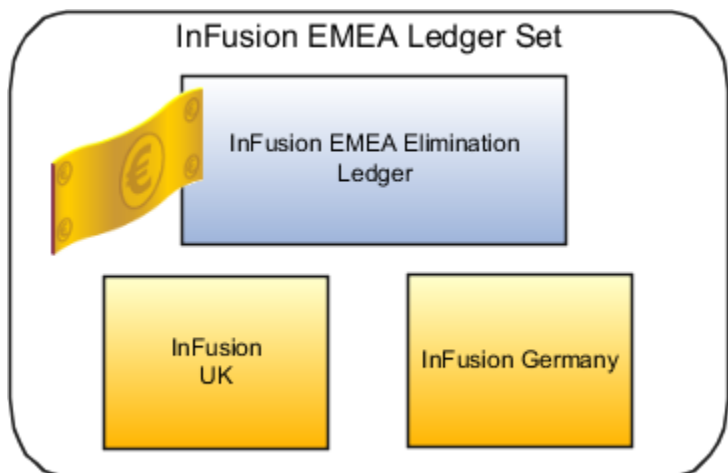 InFusion EMEA Ledger Set
InFusion EMEA Elimination
Ledger
€
InFusion
UK
InFusion Germany